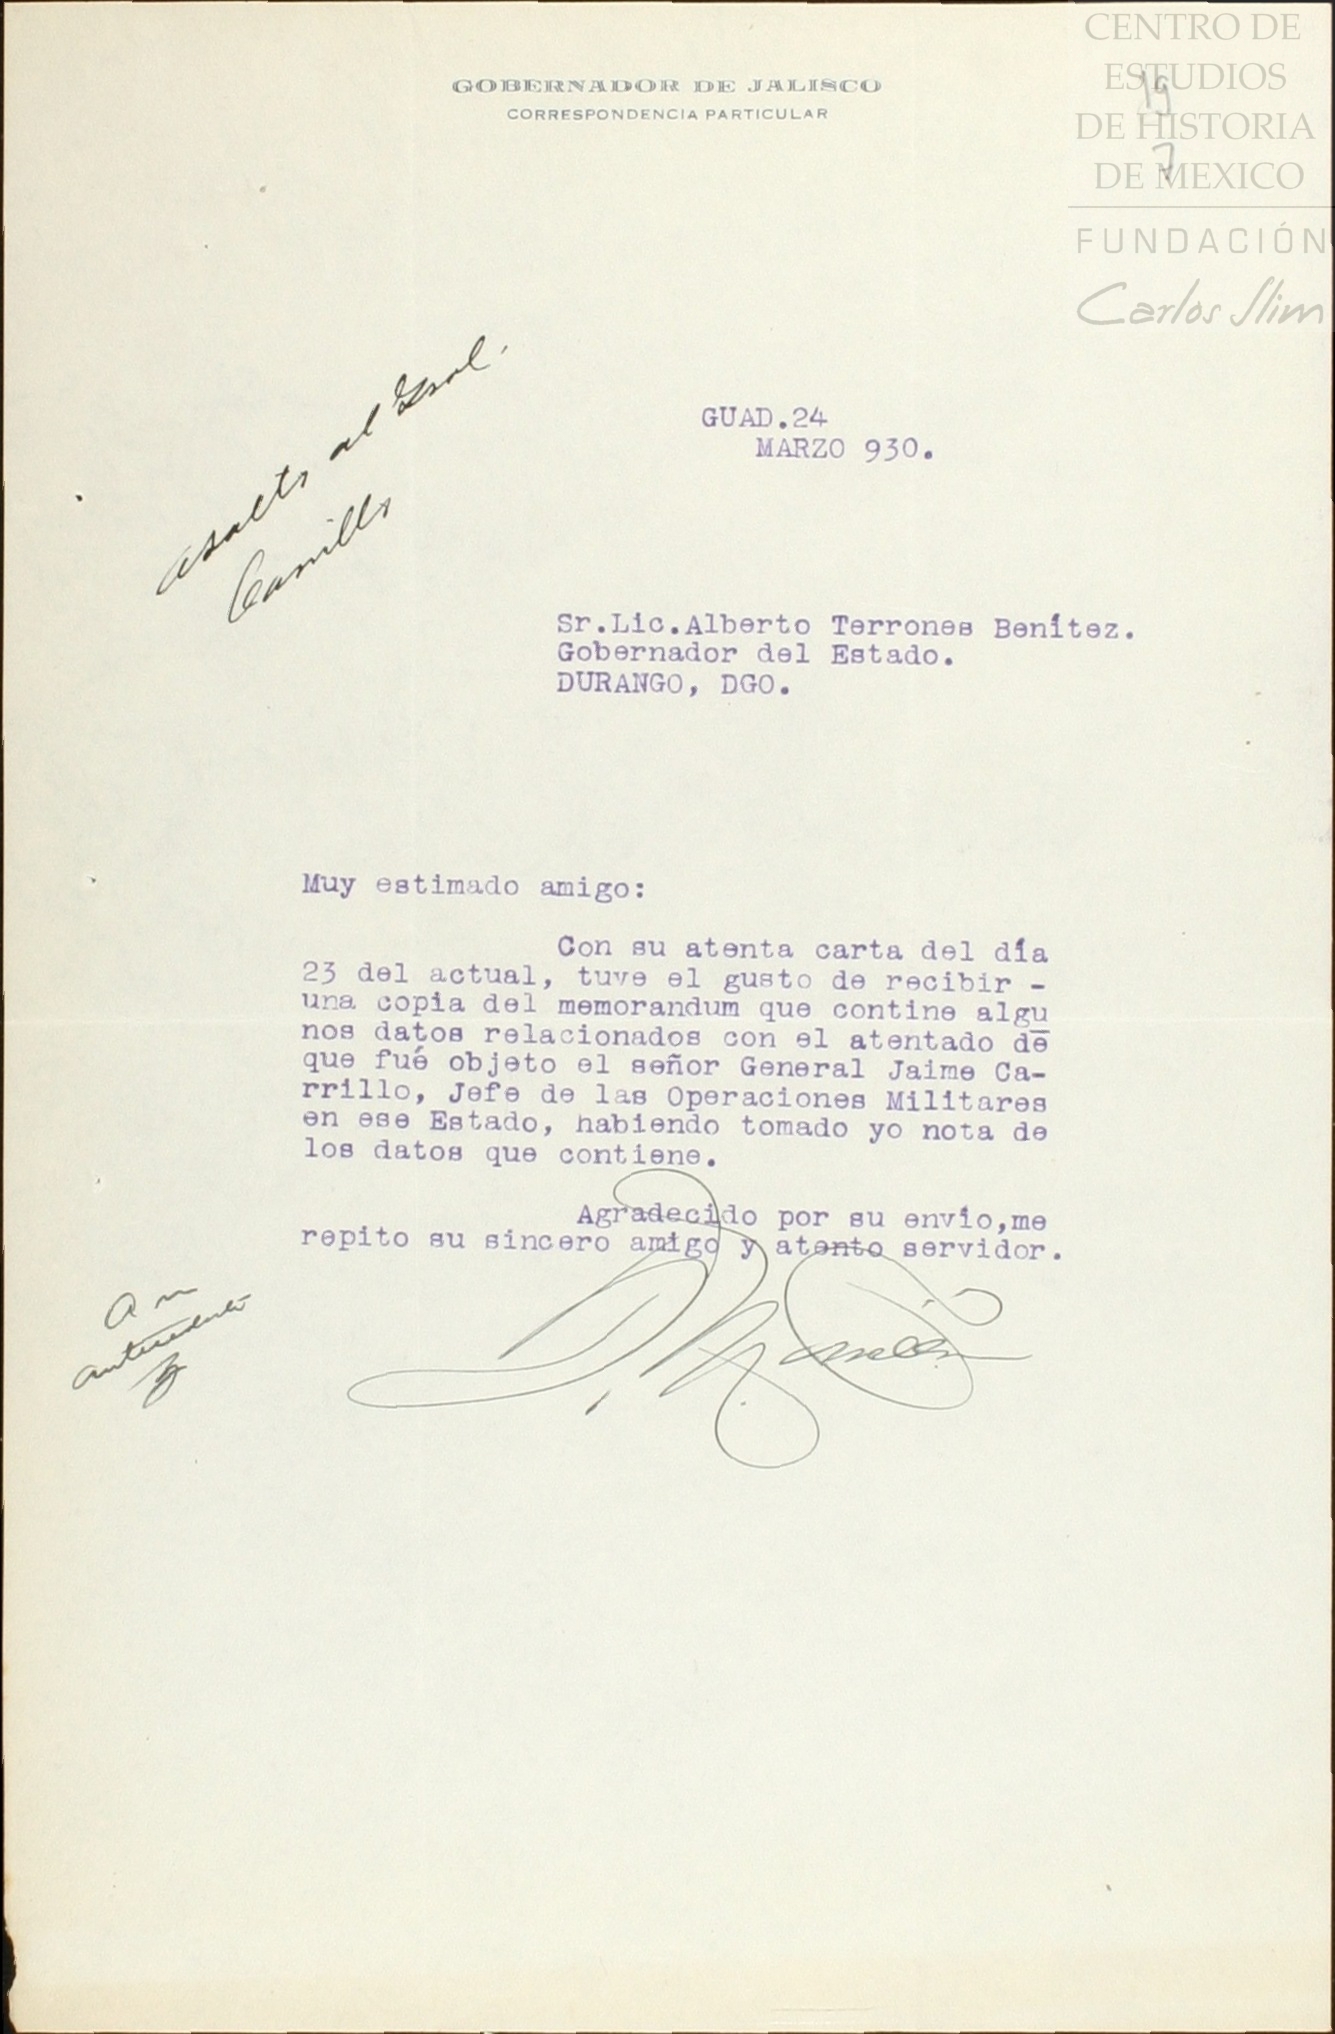 CENTRO DE
ESTUDIOS
DE HISTORIA
DE MEXICO
FUNDACIÓN
Carlos Slim
19
7
GOBERNADOR DE JALISCO
CORRESPONDENCIA PARTICULAR
asalto al Gral.
Carrillo
GUAD.24
MARZO 930.
Sr.Lic.Alberto Terrones Benítez.
Gobernador del Estado.
DURANGO, DGO.
Muy estimado amigo:
Con su atenta carta del día
23 del actual, tuve el gusto de recibir -
una copia del memorandum que contine algu
nos datos relacionados con el atentado de
que fué objeto el señor General Jaime Ca-
rrillo, Jefe de las Operaciones Militares
en ese Estado, habiendo tomado yo nota de
los datos que contiene.
Agradecido por su envío,me
repito su sincero amigo y atento servidor.
A su